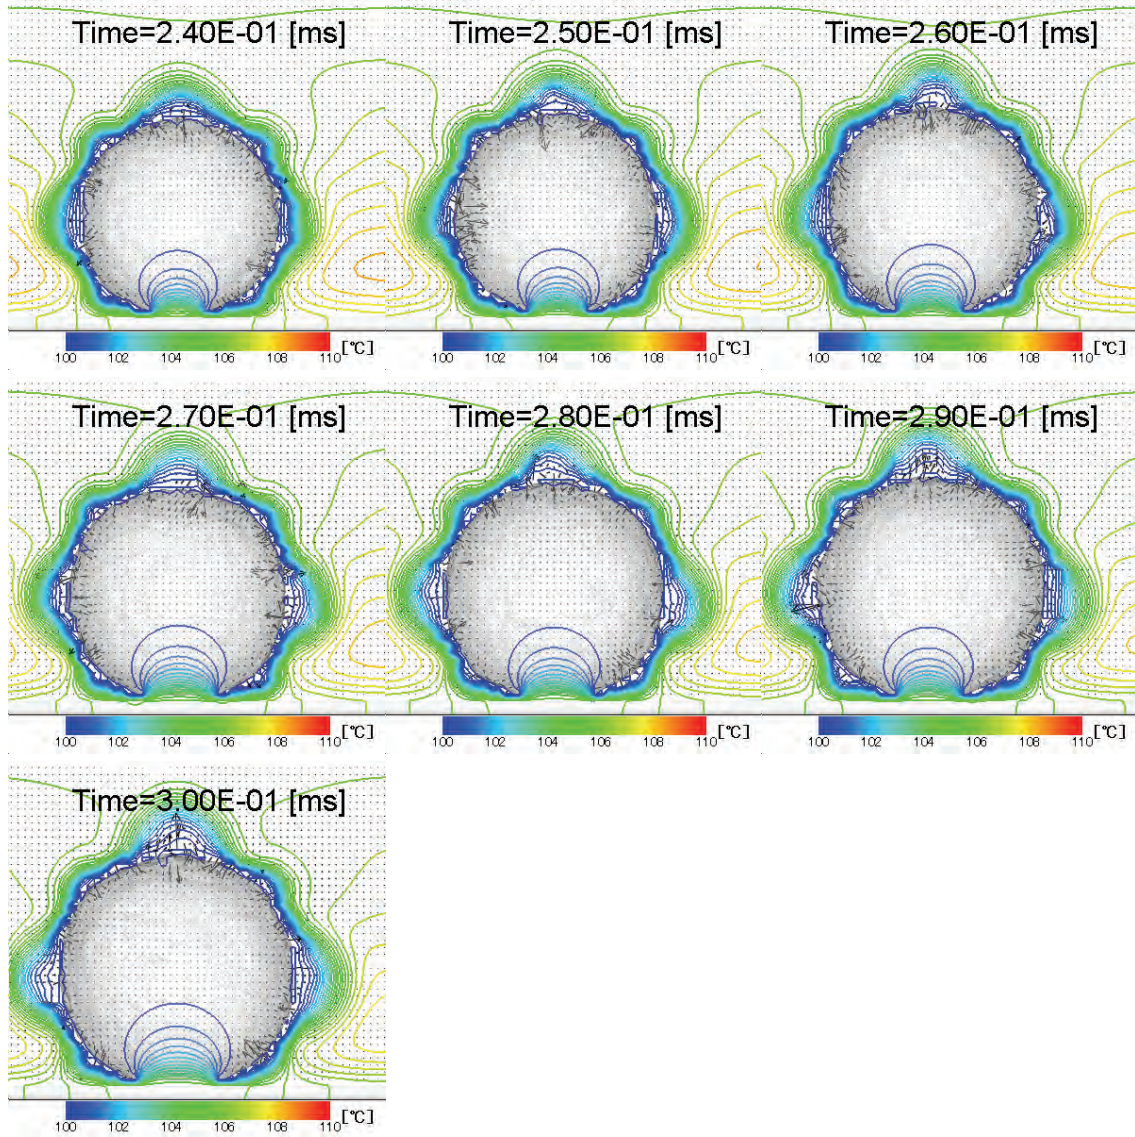 Time=2.40E-01 [ms] Time=2.50E-01 [ms] Time=2.60E-01 [ms]
100 102 104 106 108 110 [℃] 100 102 104 106 108 110 [℃] 100 102 104 106 108 110 [℃]
Time=2.70E-01 [ms] Time=2.80E-01 [ms] Time=2.90E-01 [ms]
100 102 104 106 108 110 [℃] 100 102 104 106 108 110 [℃] 100 102 104 106 108 110 [℃]
Time=3.00E-01 [ms]
100 102 104 106 108 110 [℃]